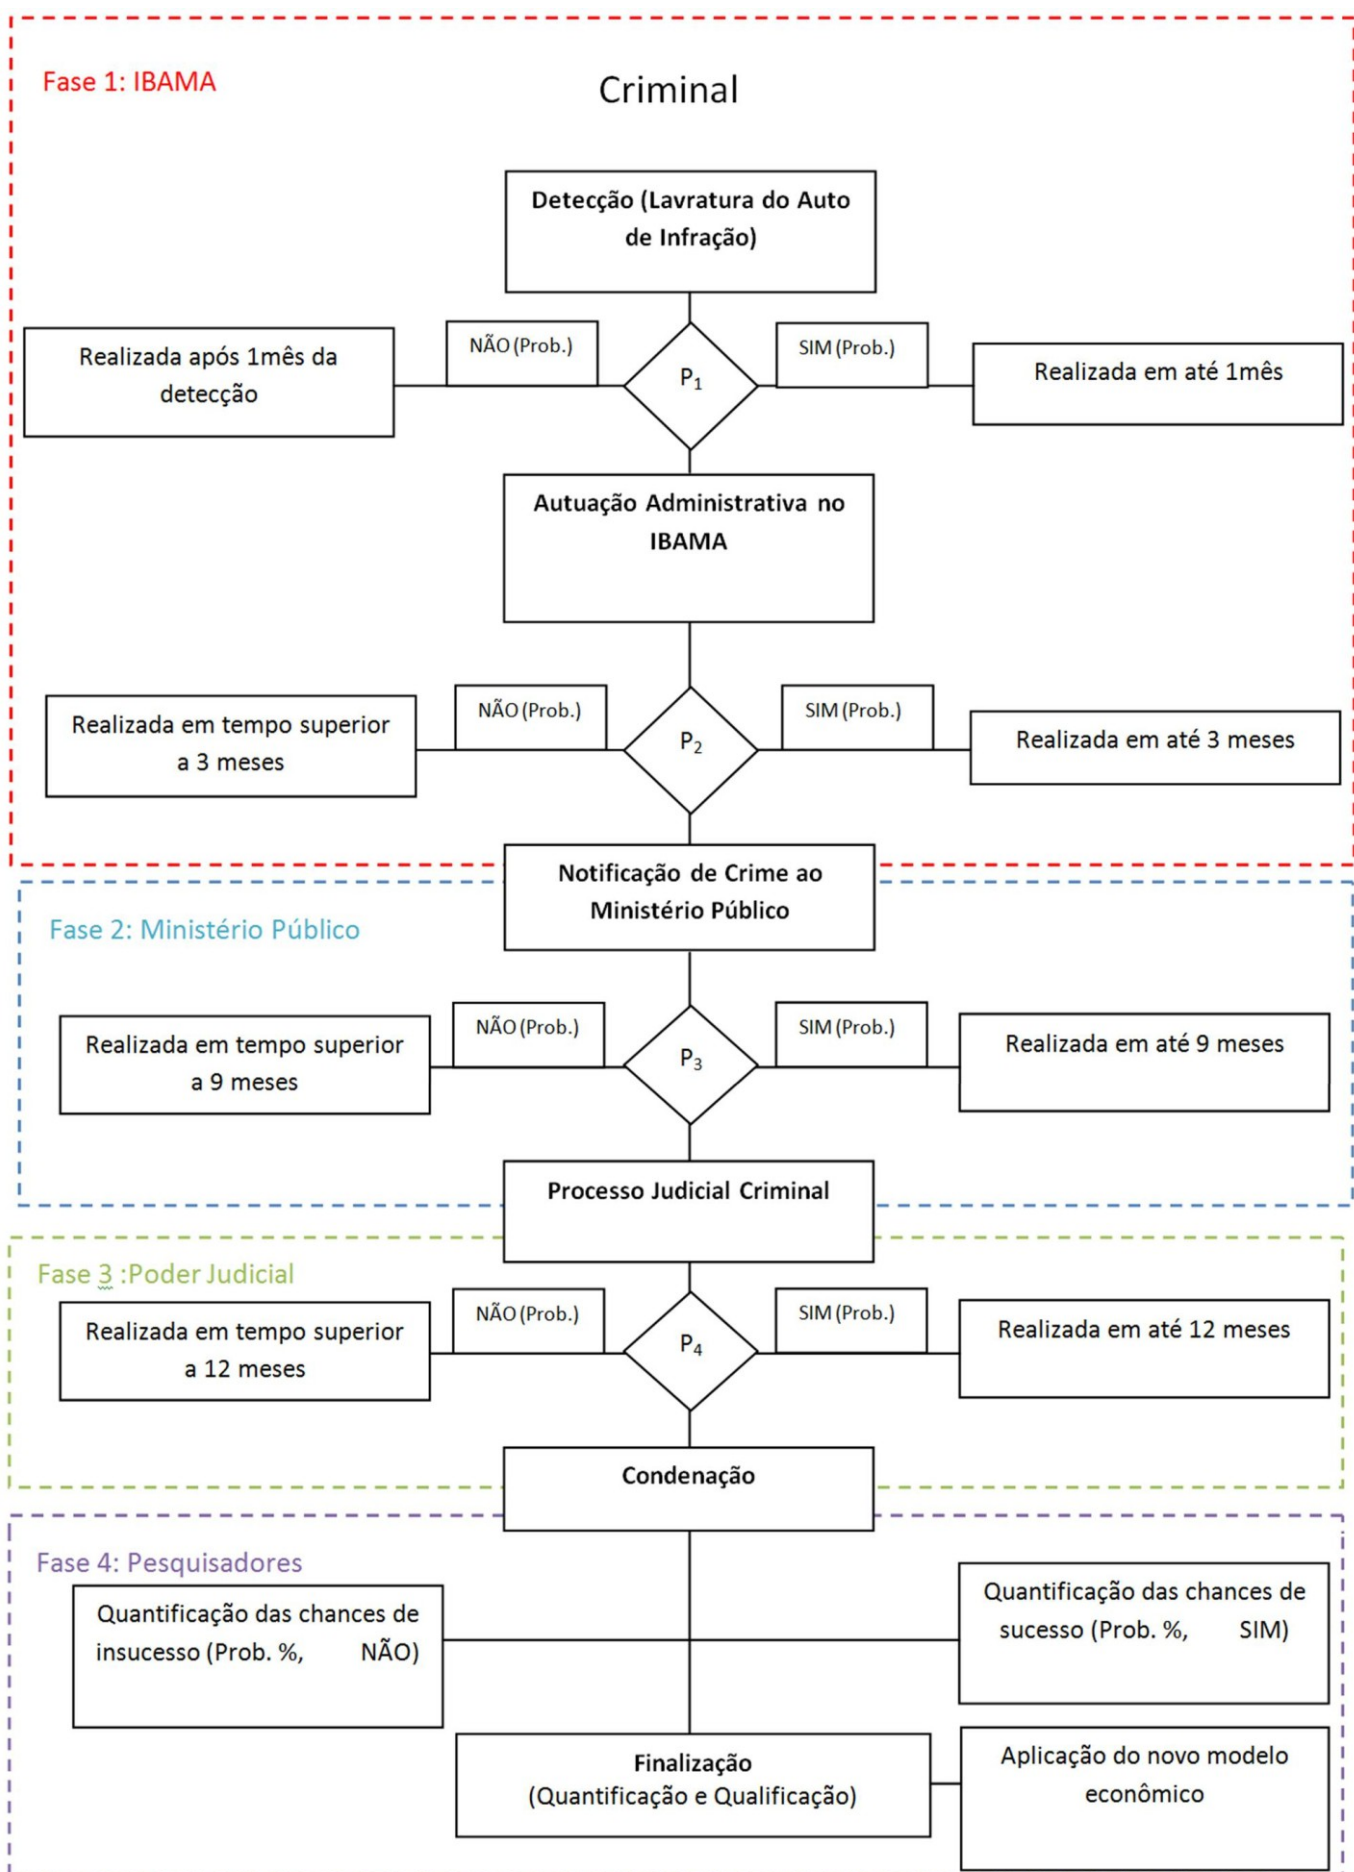 Fase 1: IBAMA
Criminal
Detecção (Lavratura do Auto
de Infração)
NÃO (Prob.)
SIM (Prob.)
Realizada após 1mês da
detecção
P1
Realizada em até 1mês
Autuação Administrativa no
IBAMA
NÃO (Prob.)
SIM (Prob.)
Realizada em tempo superior
a 3 meses
P2
Realizada em até 3 meses
Notificação de Crime ao
Ministério Público
Fase 2: Ministério Público
NÃO (Prob.)
SIM (Prob.)
Realizada em tempo superior
a 9 meses
P3
Realizada em até 9 meses
Processo Judicial Criminal
Fase 3 :Poder Judicial
NÃO (Prob.)
SIM (Prob.)
Realizada em tempo superior
a 12 meses
P4
Realizada em até 12 meses
Condenação
Fase 4: Pesquisadores
Quantificação das chances de
insucesso (Prob. %, NÃO)
Quantificação das chances de
sucesso (Prob. %, SIM)
Finalização
(Quantificação e Qualificação)
Aplicação do novo modelo
econômico